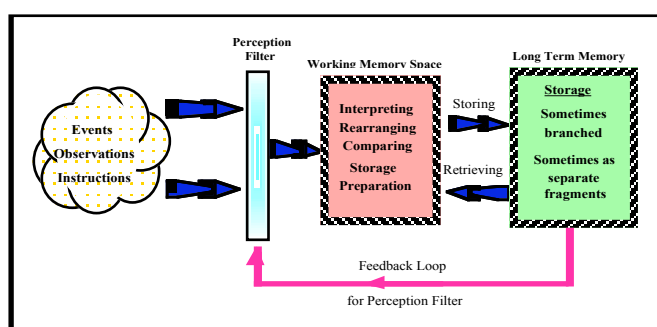 Perception
Filter
Working Memory Space
Long Term Memory
Events
Observations
Instructions
Interpreting
Rearranging
Comparing
Storage
Preparation
Storing
Retrieving
Storage
Sometimes
branched
Sometimes as
separate
fragments
Feedback Loop
for Perception Filter